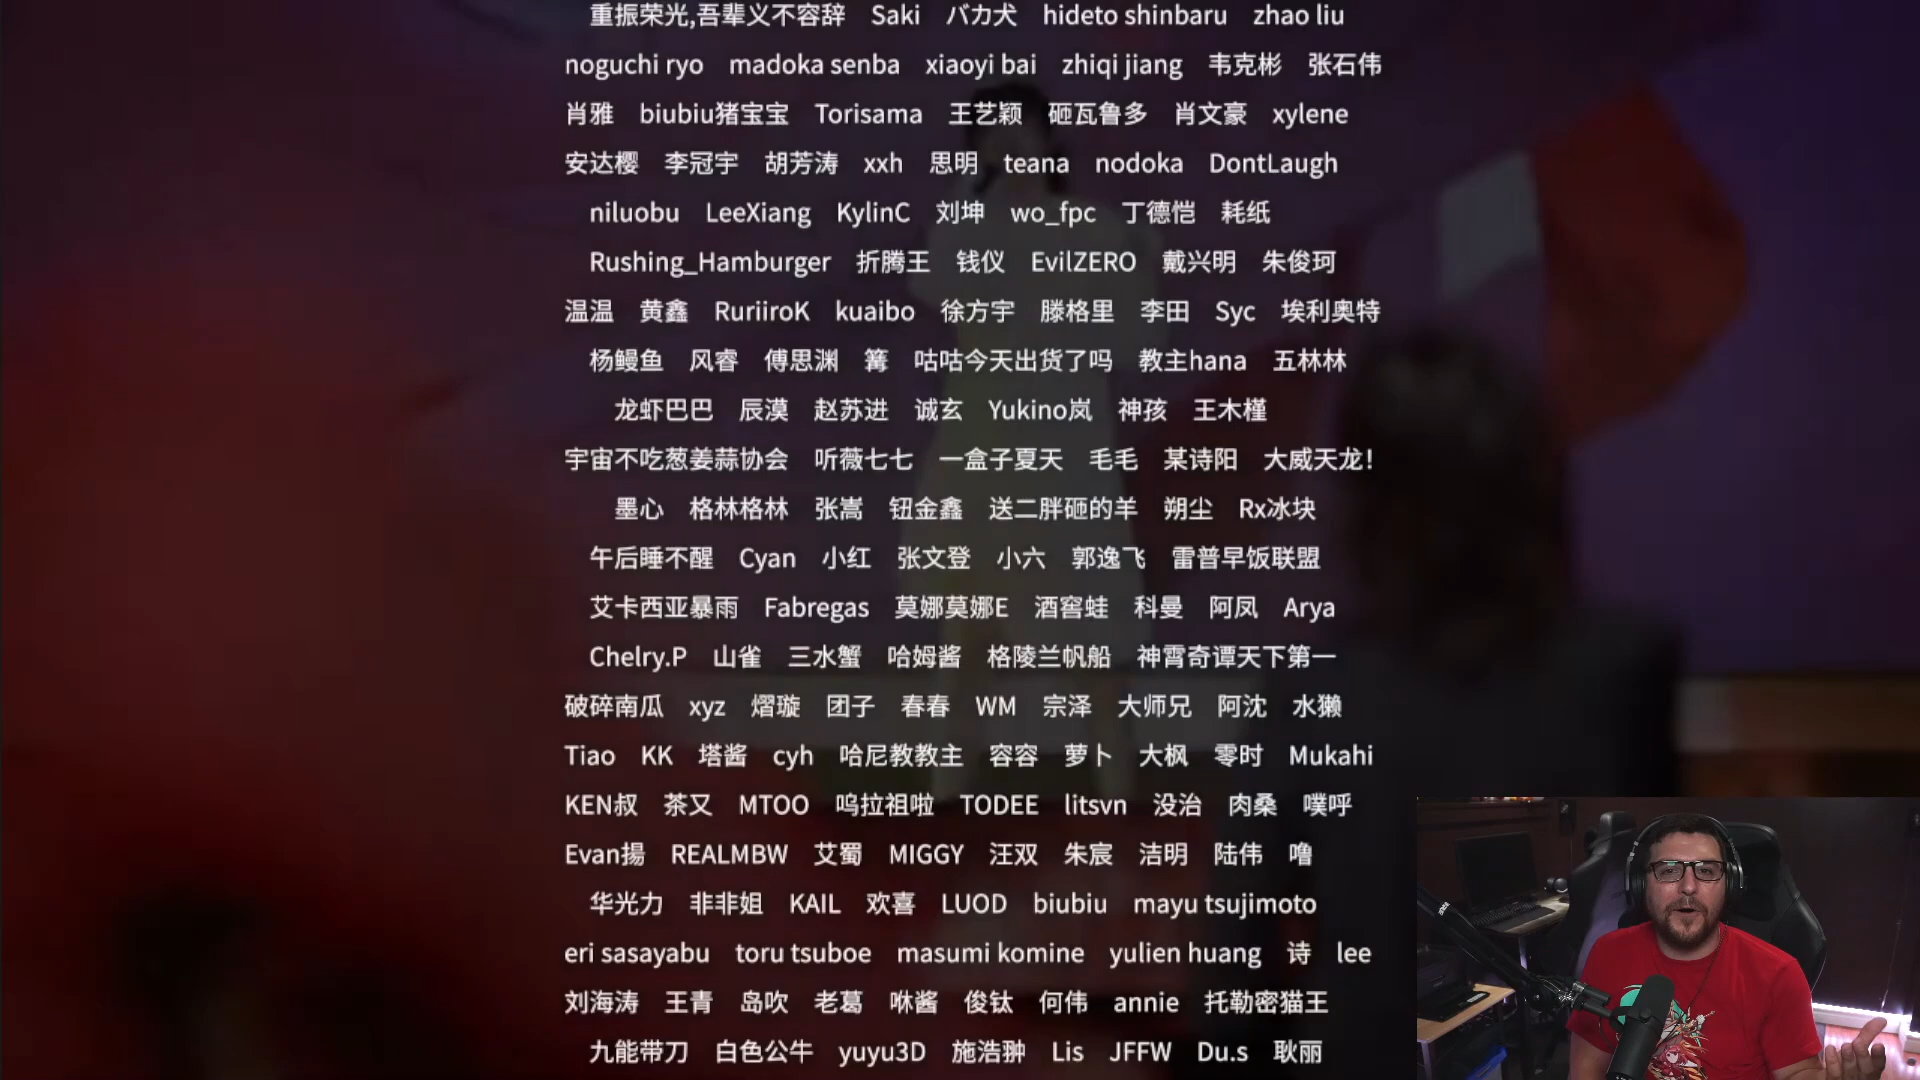 重振荣光,吾辈义不容辞 Saki バカ犬 hideto shinbaru zhao liu
noguchi ryo madoka senba xiaoyi bai zhiqi jiang 韦克彬 张石伟
肖雅 biubiu猪宝宝 Torisama 王艺颖 砸瓦鲁多 肖文豪 xylene
安达樱 李冠宇 胡芳涛 xxh 思明 teana nodoka DontLaugh
niluobu LeeXiang KylinC 刘坤 wo_fpc 丁德恺 耗纸
Rushing_Hamburger 折腾王 钱仪 EvilZERO 戴兴明 朱俊珂
温温 黄鑫 RuriiroK kuaibo 徐方宇 滕格里 李田 Syc 埃利奥特
杨鳗鱼 风睿 傅思渊 篝 咕咕今天出货了吗 教主hana 五林林
龙虾巴巴 辰漠 赵苏进 诚玄 Yukino岚 神孩 王木槿
宇宙不吃葱姜蒜协会 听薇七七 一盒子夏天 毛毛 某诗阳 大威天龙!
墨心 格林格林 张嵩 钮金鑫 送二胖砸的羊 朔尘 Rx冰块
午后睡不醒 Cyan 小红 张文登 小六 郭逸飞 雷普早饭联盟
艾卡西亚暴雨 Fabregas 莫娜莫娜E 酒窖蛙 科曼 阿凤 Arya
Chelry.P 山雀 三水蟹 哈姆酱 格陵兰帆船 神霄奇谭天下第一
破碎南瓜 xyz 熠璇 团子 春春 WM 宗泽 大师兄 阿沈 水獭
Tiao KK 塔酱 cyh 哈尼教教主 容容 萝卜 大枫 零时 Mukahi
KEN叔 茶又 MTOO 呜拉祖啦 TODEE litsvn 没治 肉桑 噗呼
Evan揚 REALMBW 艾蜀 MIGGY 汪双 朱宸 洁明 陆伟 噜
华光力 非非姐 KAIL 欢喜 LUOD biubiu mayu tsujimoto
eri sasayabu toru tsuboe masumi komine yulien huang 诗 lee
刘海涛 王青 岛吹 老葛 咻酱 俊钛 何伟 annie 托勒密猫王
九能带刀 白色公牛 yuyu3D 施浩翀 Lis JFFW Du.s 耿丽